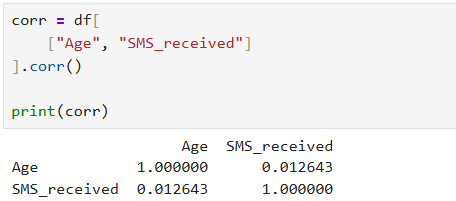 corr = df[
    ["Age", "SMS_received"]
].corr()

print(corr)
                   Age  SMS_received
Age           1.000000      0.012643
SMS_received  0.012643      1.000000